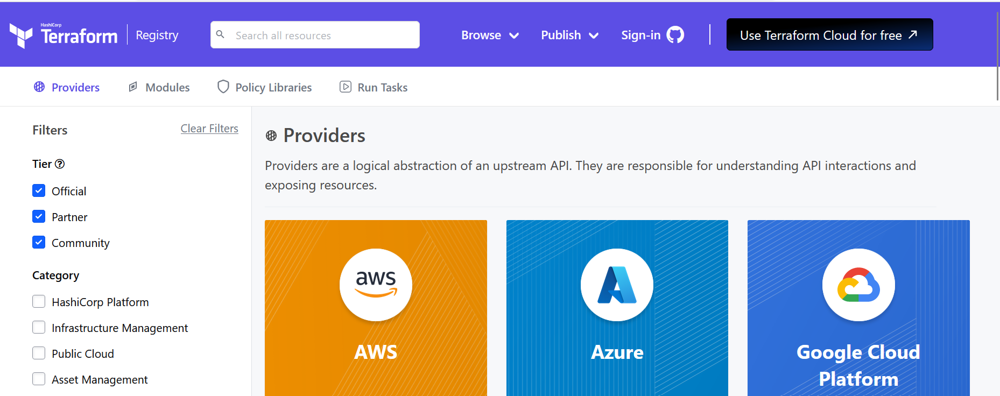 HashiCorp
Terraform
Registry
Search all resources
Browse
Publish
Sign-in
Use Terraform Cloud for free
Providers
Modules
Policy Libraries
Run Tasks
Filters
Clear Filters
Tier
Official
Partner
Community
Category
HashiCorp Platform
Infrastructure Management
Public Cloud
Asset Management
Providers
Providers are a logical abstraction of an upstream API. They are responsible for understanding API interactions and
exposing resources.
aws
AWS
Azure
Google Cloud
Platform